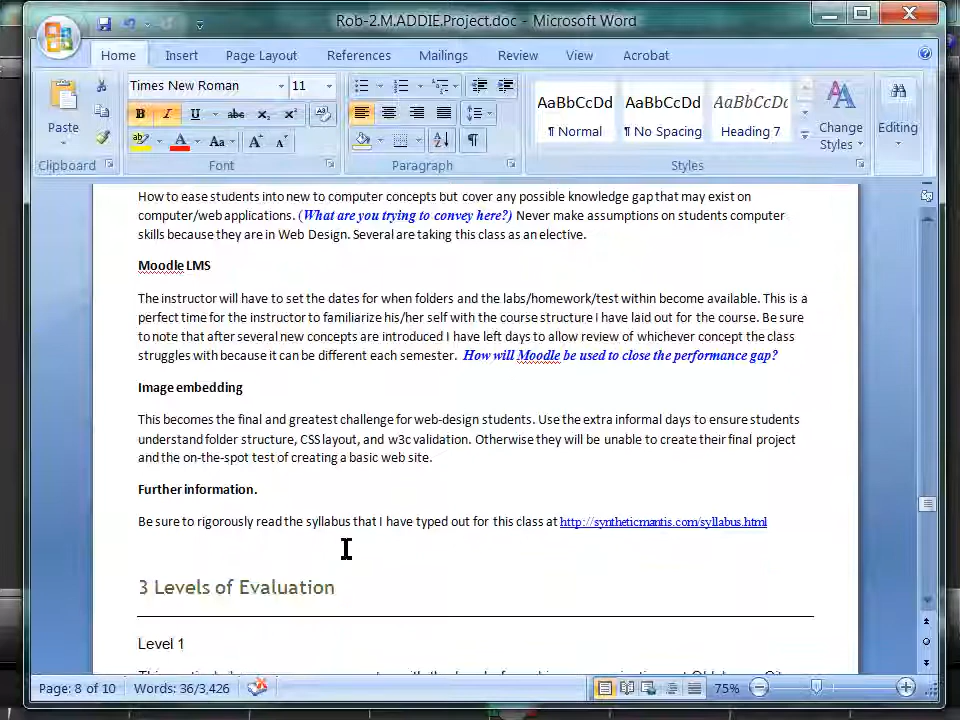 Rob-2.M.ADDIE.Project.doc - Microsoft Word
Home Insert Page Layout References Mailings Review View Acrobat
Times New Roman 11
Paste
B I U abe X₂ X²
Aa A A
AaBbCcDd AaBbCcDd AaBbCcDc
¶ Normal ¶ No Spacing Heading 7
Change Styles
Editing
Clipboard Font Paragraph Styles
How to ease students into new to computer concepts but cover any possible knowledge gap that may exist on
computer/web applications. (What are you trying to convey here?) Never make assumptions on students computer
skills because they are in Web Design. Several are taking this class as an elective.
Moodle LMS
The instructor will have to set the dates for when folders and the labs/homework/test within become available. This is a
perfect time for the instructor to familiarize his/her self with the course structure I have laid out for the course. Be sure
to note that after several new concepts are introduced I have left days to allow review of whichever concept the class
struggles with because it can be different each semester. How will Moodle be used to close the performance gap?
Image embedding
This becomes the final and greatest challenge for web-design students. Use the extra informal days to ensure students
understand folder structure, CSS layout, and w3c validation. Otherwise they will be unable to create their final project
and the on-the-spot test of creating a basic web site.
Further information.
Be sure to rigorously read the syllabus that I have typed out for this class at http://syntheticmantis.com/syllabus.html
3 Levels of Evaluation
Level 1
Page: 8 of 10 Words: 36/3,426 75%